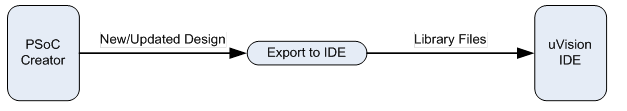 PSoC
Creator
New/Updated Design
Export to IDE
Library Files
uVision
IDE